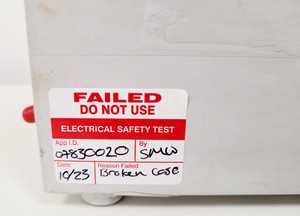 FAILED
DO NOT USE
ELECTRICAL SAFETY TEST
App I.D. By
07830020 SMW
Date: Reason Failed
10/23 Broken Case